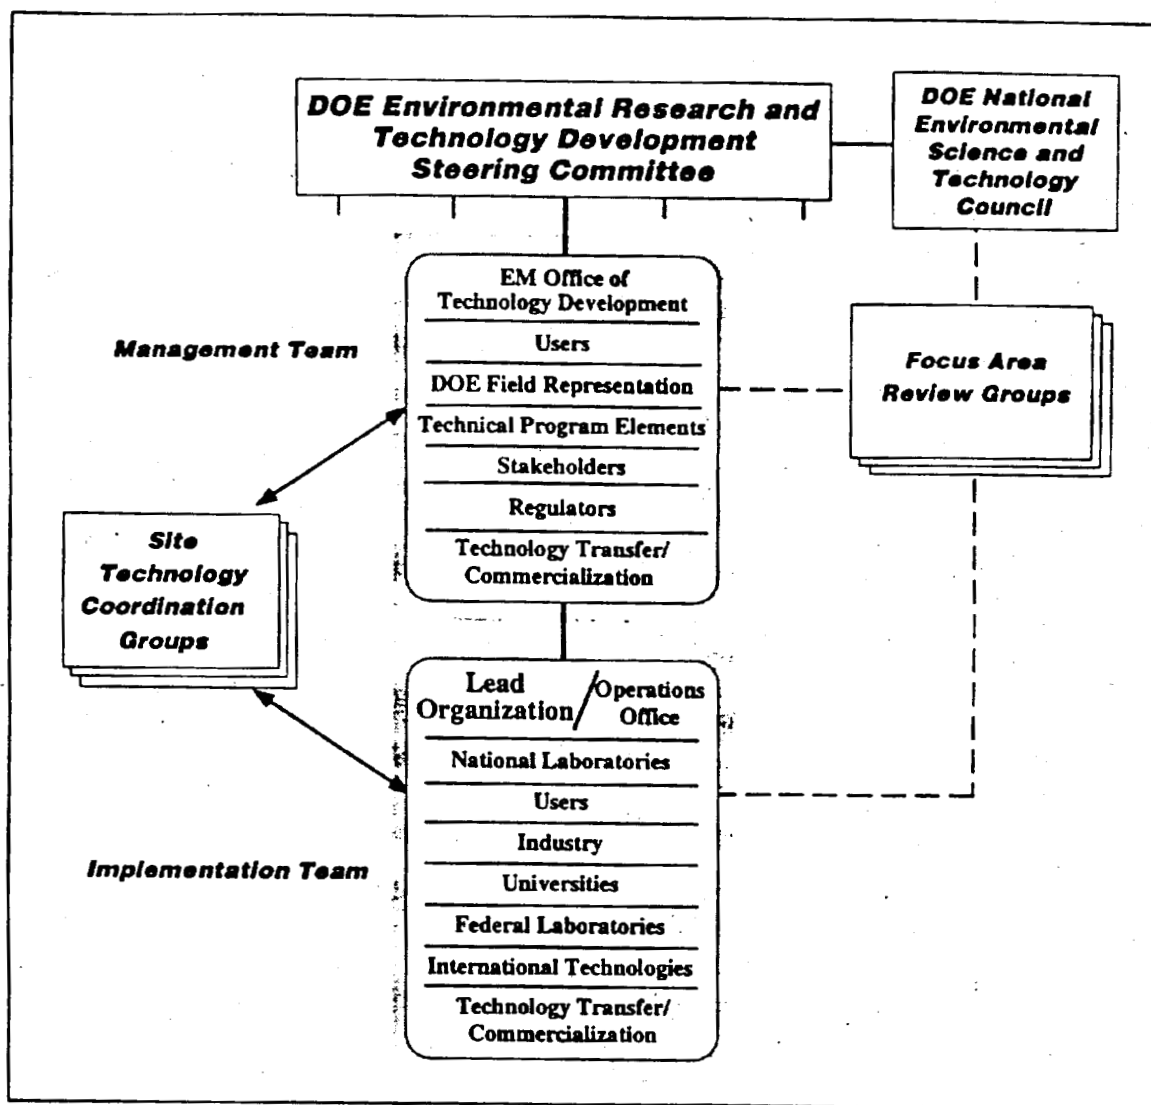 DOE Environmental Research and
Technology Development
Steering Committee
DOE National
Environmental
Science and
Technology
Council
EM Office of
Technology Development
Users
DOE Field Representation
Technical Program Elements
Stakeholders
Regulators
Technology Transfer/
Commercialization
Management Team
Focus Area
Review Groups
Site
Technology
Coordination
Groups
Lead
Organization
/
Operations
Office
National Laboratories
Users
Industry
Universities
Federal Laboratories
International Technologies
Technology Transfer/
Commercialization
Implementation Team